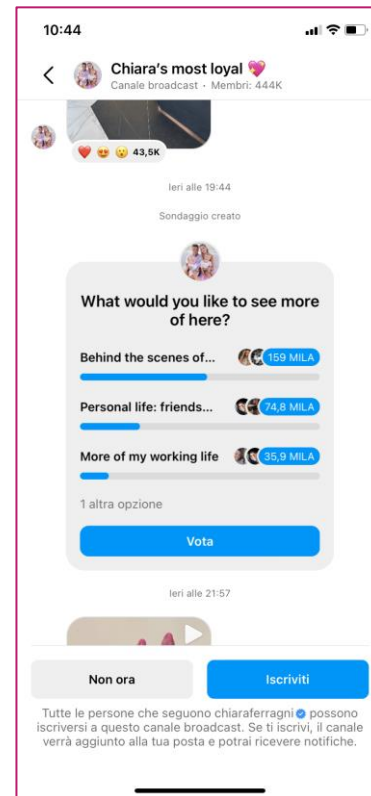 10:44
Chiara's most loyal 💖
Canale broadcast · Membri: 444K
❤️ 😍 😮 43,5K
Ieri alle 19:44
Sondaggio creato
What would you like to see more
of here?
Behind the scenes of... 159 MILA
Personal life: friends... 74,8 MILA
More of my working life 35,9 MILA
1 altra opzione
Vota
Ieri alle 21:57
Non ora
Iscriviti
Tutte le persone che seguono chiaraferragni possono
iscriversi a questo canale broadcast. Se ti iscrivi, il canale
verrà aggiunto alla tua posta e potrai ricevere notifiche.